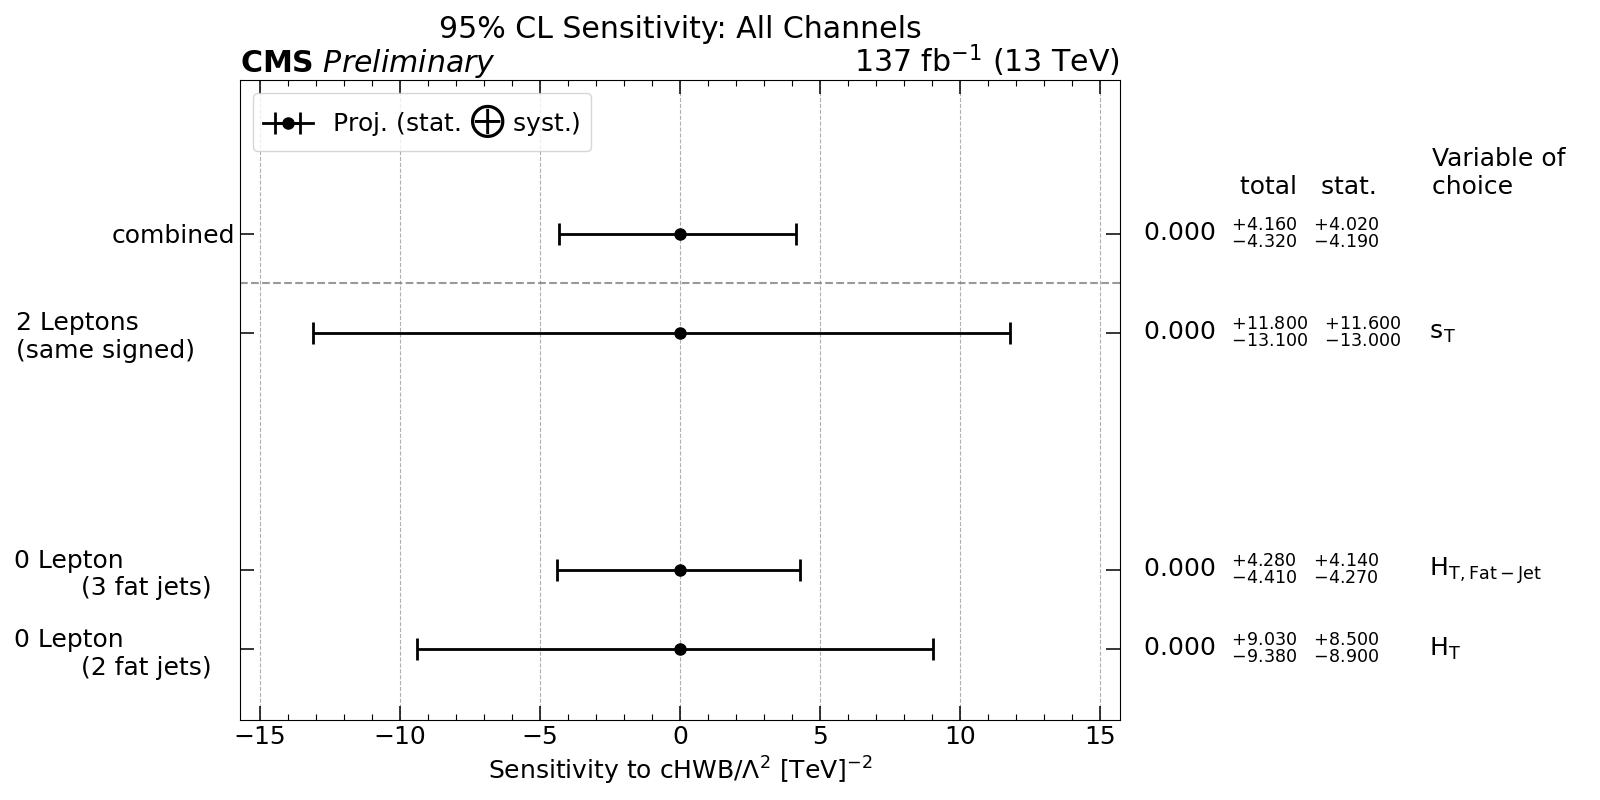 95% CL Sensitivity: All Channels
CMS Preliminary 137 fb⁻¹ (13 TeV)
Proj. (stat. ⊕ syst.)
Variable of
total stat. choice
combined 0.000 +4.160 +4.020
−4.320 −4.190
2 Leptons
(same signed) 0.000 +11.800 +11.600 s_T
−13.100 −13.000
0 Lepton
(3 fat jets) 0.000 +4.280 +4.140 H_T, Fat−Jet
−4.410 −4.270
0 Lepton
(2 fat jets) 0.000 +9.030 +8.500 H_T
−9.380 −8.900
−15 −10 −5 0 5 10 15
Sensitivity to cHWB/Λ² [TeV]⁻²